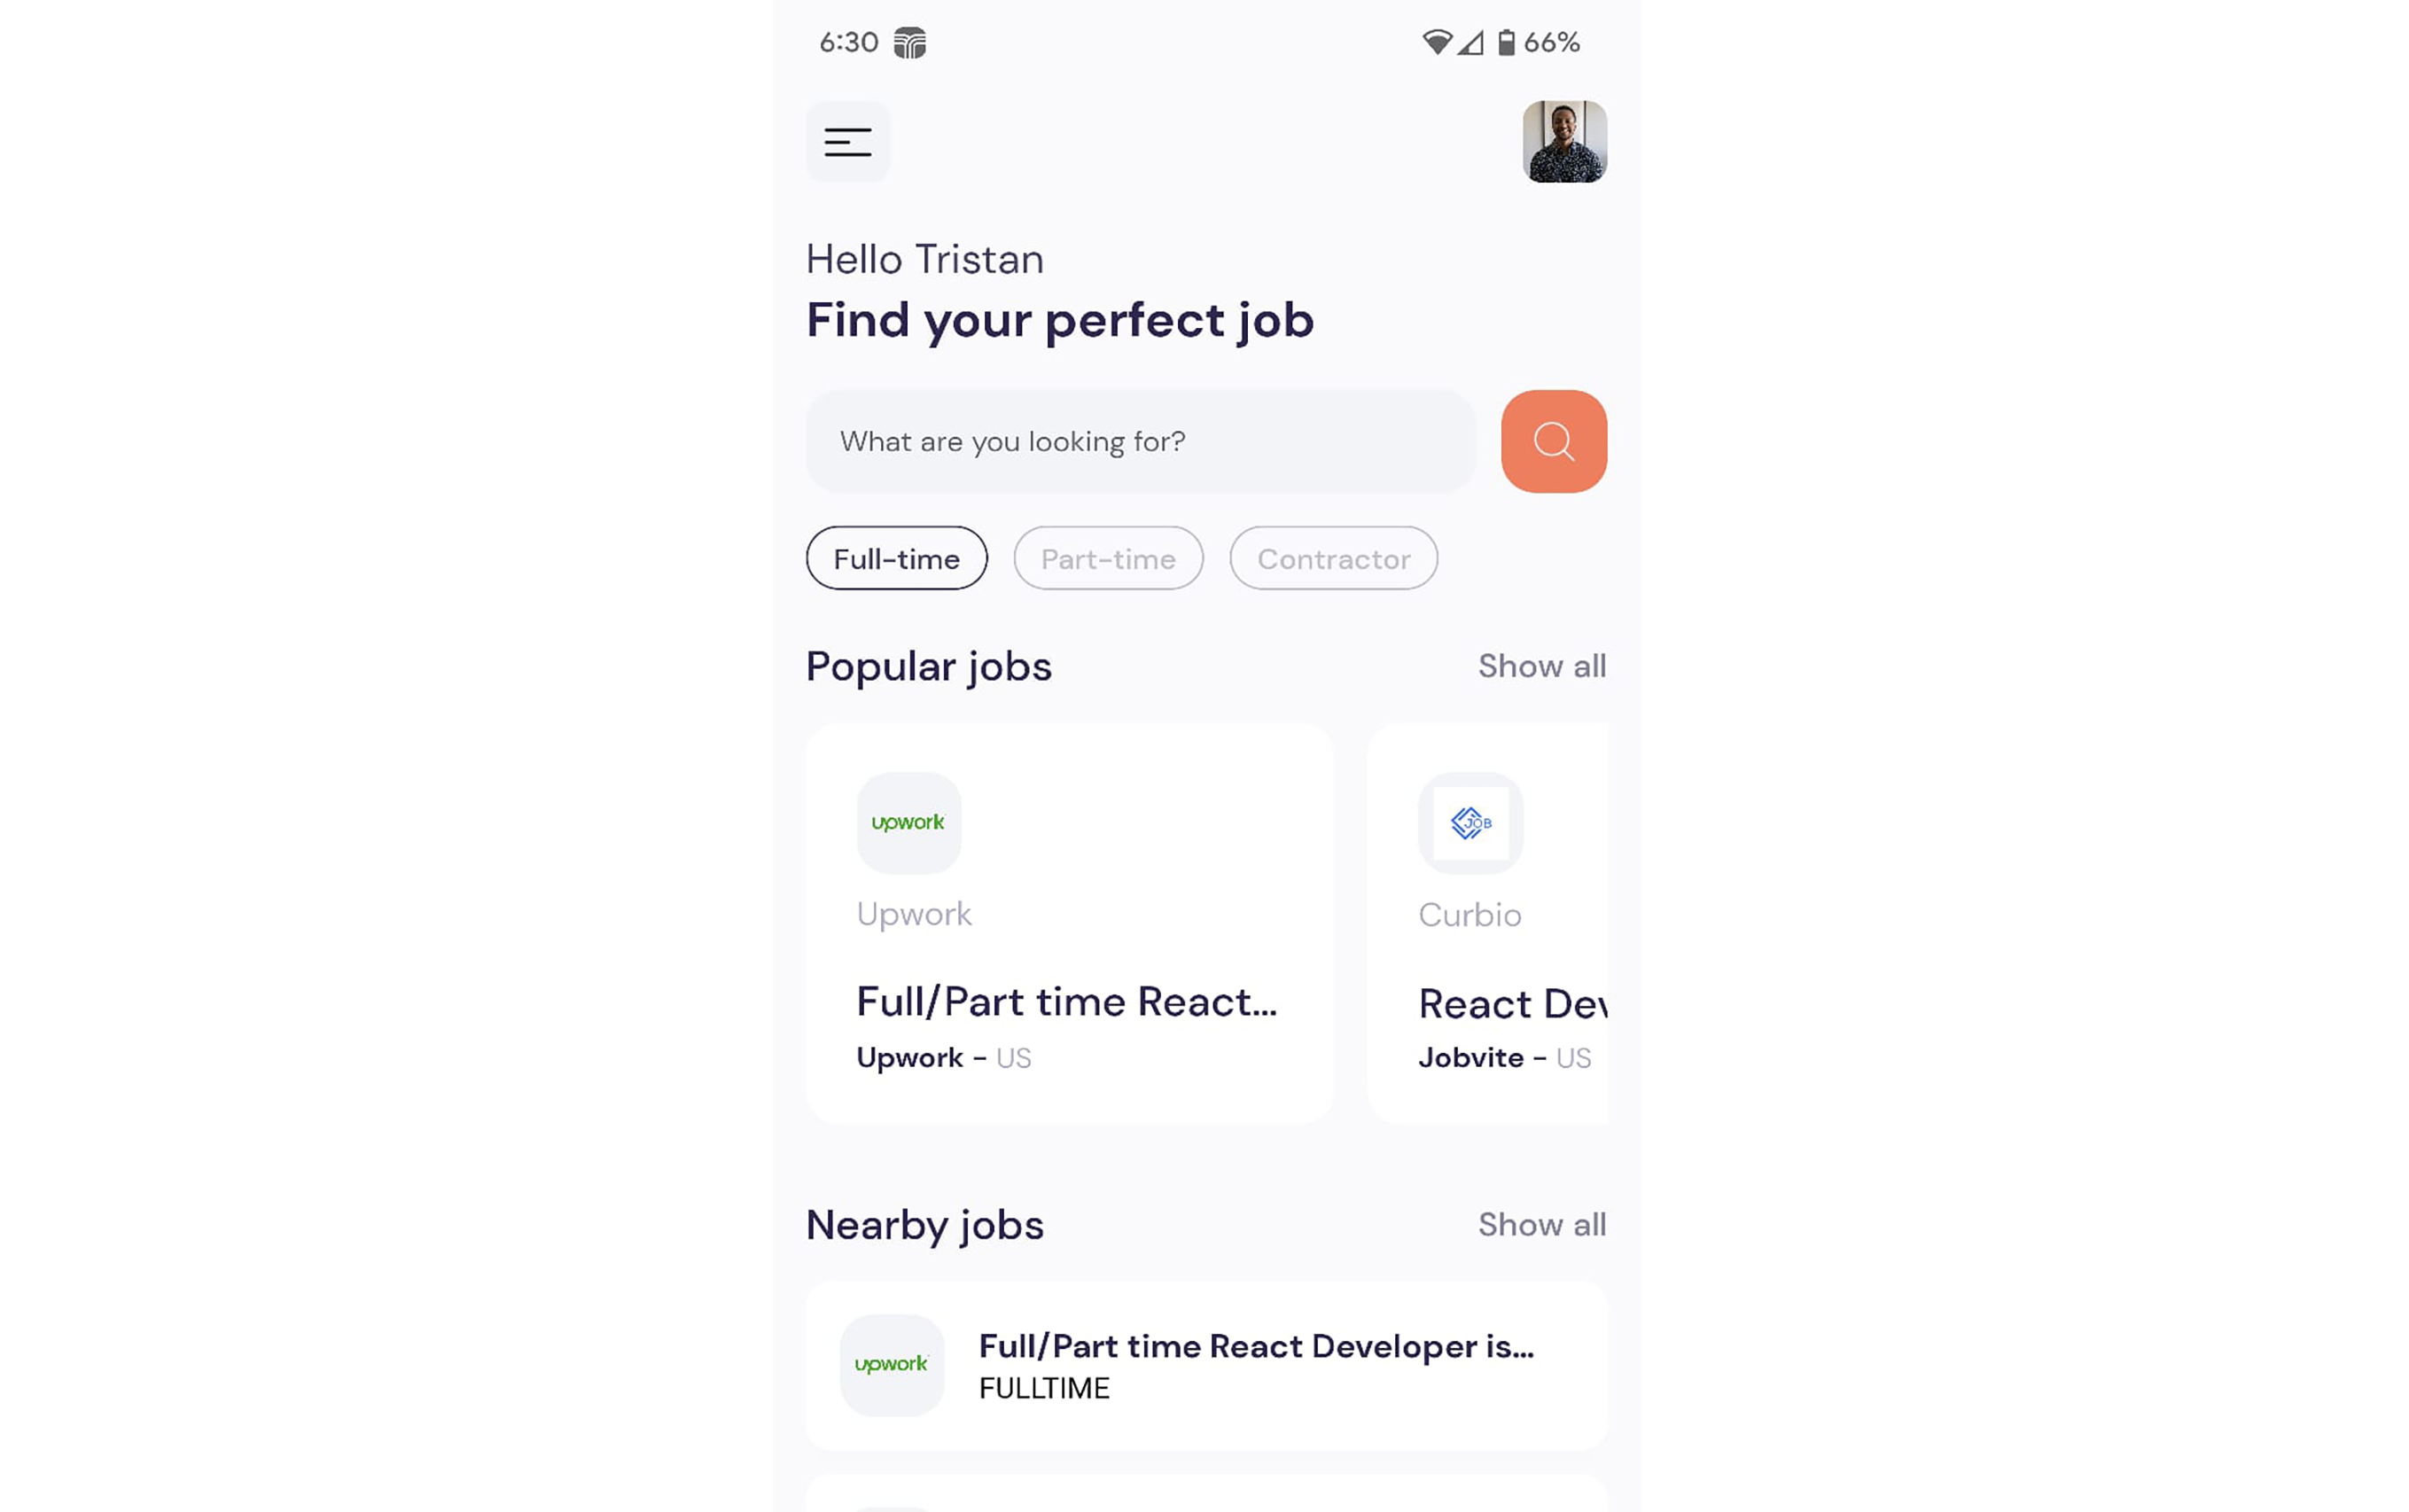 6:30 66%
Hello Tristan
Find your perfect job
What are you looking for?
Full-time Part-time Contractor
Popular jobs Show all
upwork JOB
Upwork Curbio
Full/Part time React... React Dev
Upwork - US Jobvite - US
Nearby jobs Show all
upwork Full/Part time React Developer is...
FULLTIME